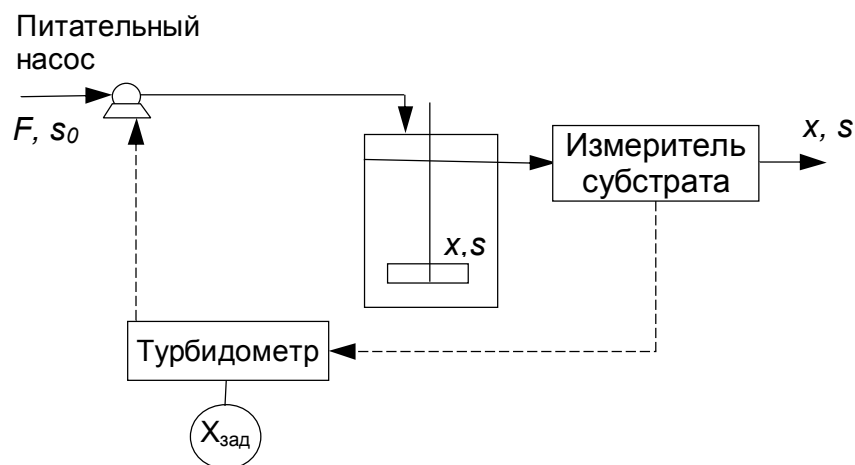 Питательный
насос
F, s₀
x, s
Измеритель
субстрата
x,s
Турбидометр
Xзад